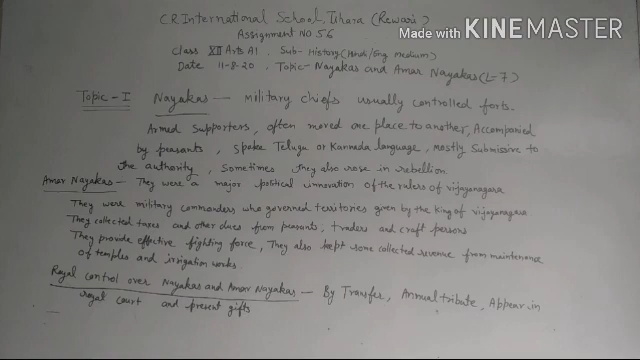 C R International School, Tihara (Rewari)
Assignment No 56
Made with KINEMASTER
Class XII Arts A1. Sub- History (Hindi/Eng medium)
Date 11-8-20, Topic- Nayakas and Amar Nayakas (L-7)
Topic-I Nayakas — military chiefs usually controlled forts.
Armed Supporters, often moved one place to another, Accompanied
by peasants, spoke Telugu or Kannada language, mostly Submissive to
the authority, Sometimes they also rose in rebellion.
Amar Nayakas - They were a major political innovation of the rulers of vijayanagara
They were military commanders who governed territories given by the King of vijayanagara
They collected taxes and other dues from peasants, traders and craft persons
They provide effective fighting force, They also kept some collected revenue from maintenance
of temples and irrigation works.
Royal control over Nayakas and Amar Nayakas - By Transfer, Annual tribute, Appear in
royal court and present gifts